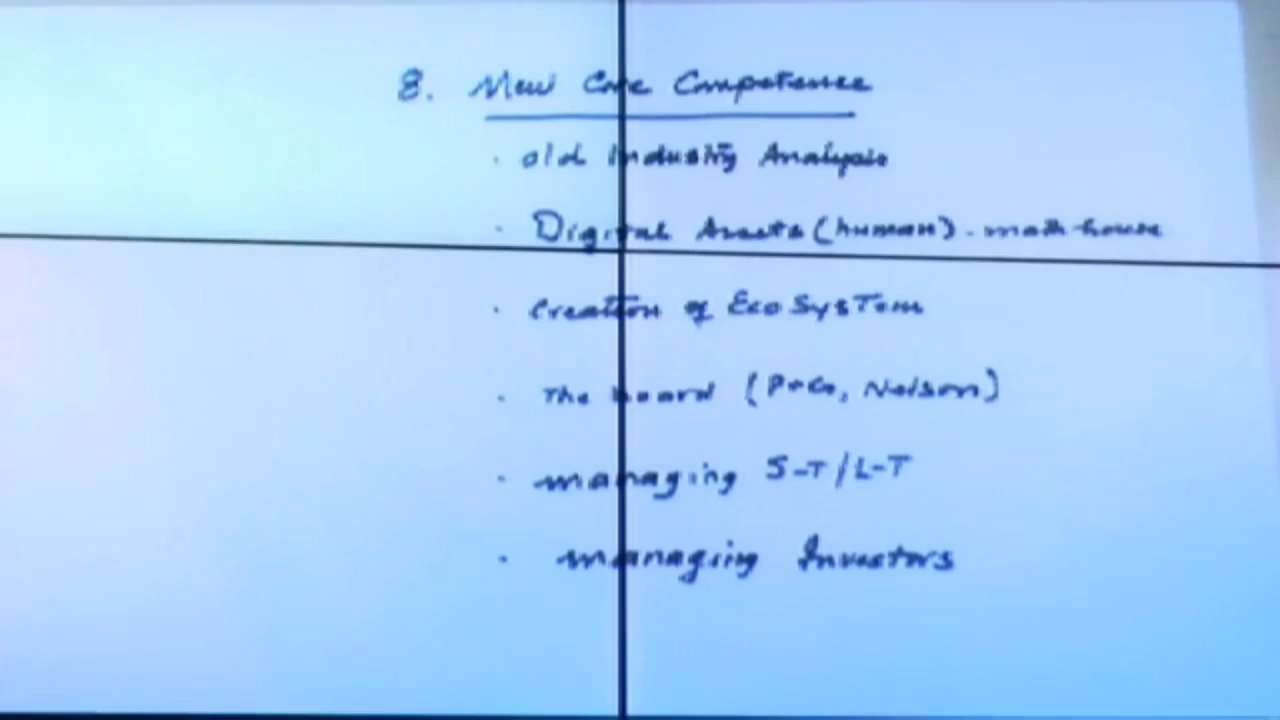 8. New Core Competence
· old Industry Analysis
· Digital Assets (human) - math-house
· Creation of Eco SysTem
· The board (P+Co, Nelson)
· managing S-T/L-T
· managing Investors